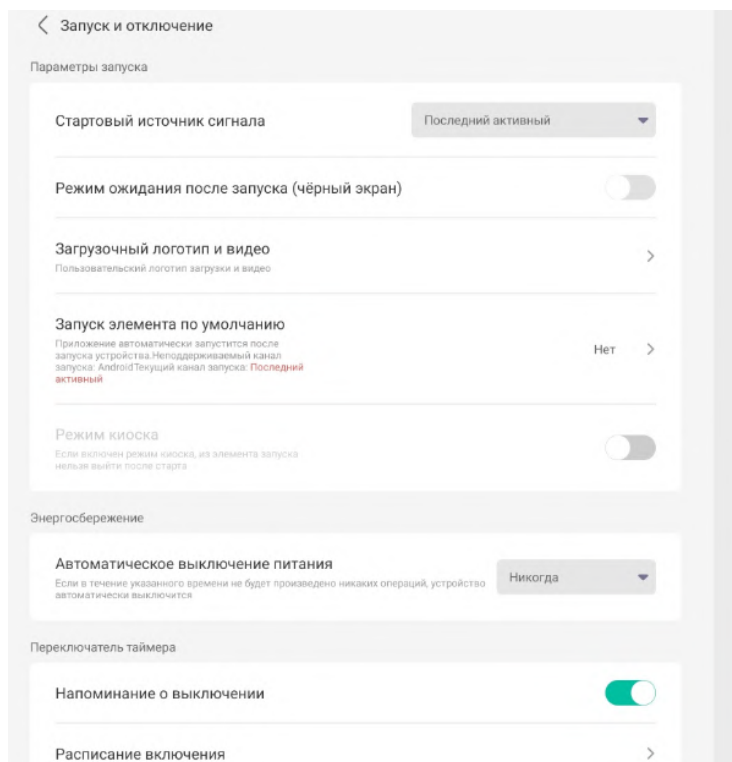 Запуск и отключение
Параметры запуска
Стартовый источник сигнала
Последний активный
Режим ожидания после запуска (чёрный экран)
Загрузочный логотип и видео
Пользовательский логотип загрузки и видео
Запуск элемента по умолчанию
Приложение автоматически запустится после
запуска устройства.Неподдерживаемый канал
запуска: AndroidТекущий канал запуска: Последний
активный
Нет
Режим киоска
Если включен режим киоска, из элемента запуска
нельзя выйти после старта
Энергосбережение
Автоматическое выключение питания
Если в течение указанного времени не будет произведено никаких операций, устройство
автоматически выключится
Никогда
Переключатель таймера
Напоминание о выключении
Расписание включения